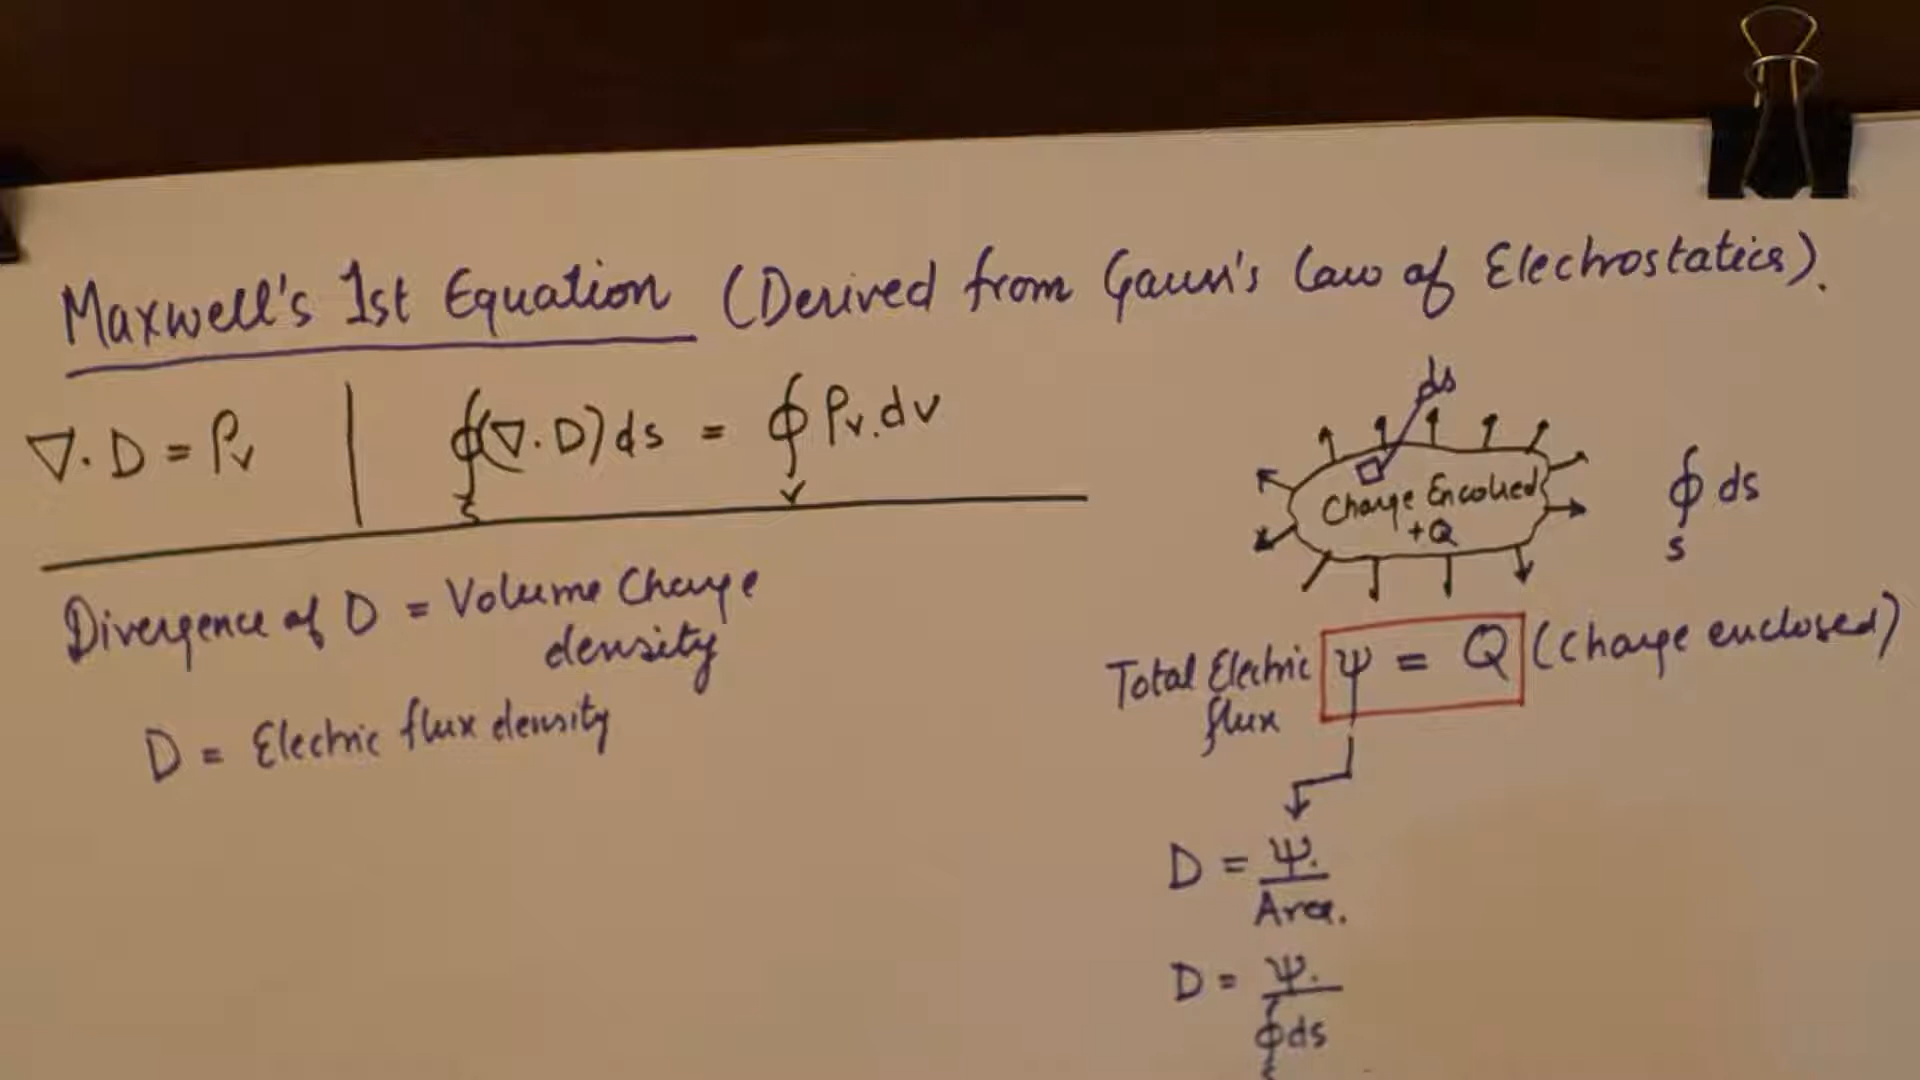 Maxwell's 1st Equation (Derived from Gauss's Law of Electrostatics).
∇·D = ρv | ∮s (∇·D) ds = ∮v ρv.dv
Divergence of D = Volume Charge
density
D = Electric flux density
ds
Charge Encolsed
+Q
∮ ds
s
Total Electric ψ = Q (Charge enclosed)
flux
D = ψ.
Area.
D = ψ.
∮ds